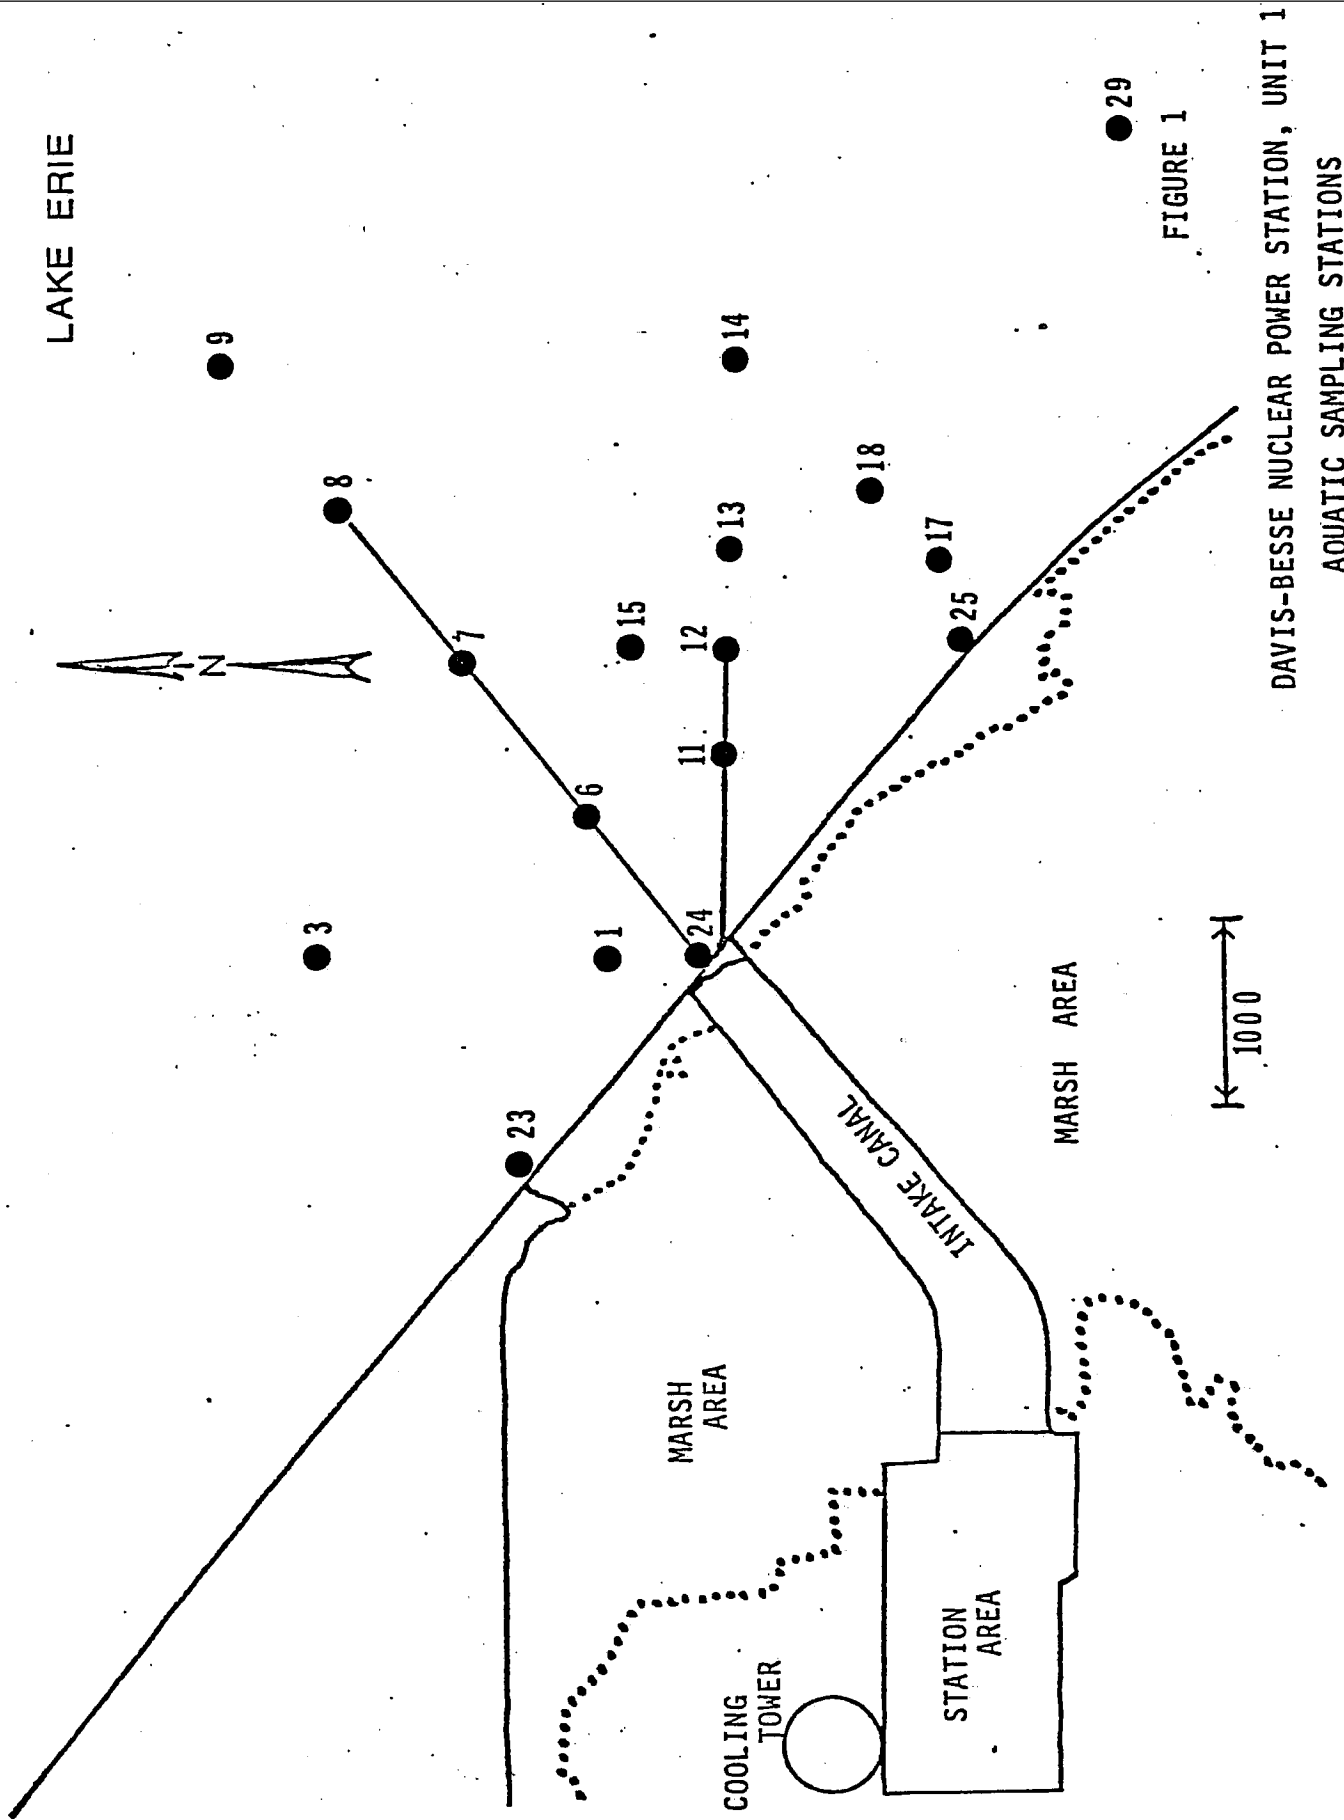 LAKE ERIE
N
9
8
7
3
6
15
14
1
13
12
11
24
18
23
17
25
29
MARSH
AREA
INTAKE CANAL
COOLING
TOWER
STATION
AREA
MARSH AREA
1000
FIGURE 1
DAVIS-BESSE NUCLEAR POWER STATION, UNIT 1
AQUATIC SAMPLING STATIONS